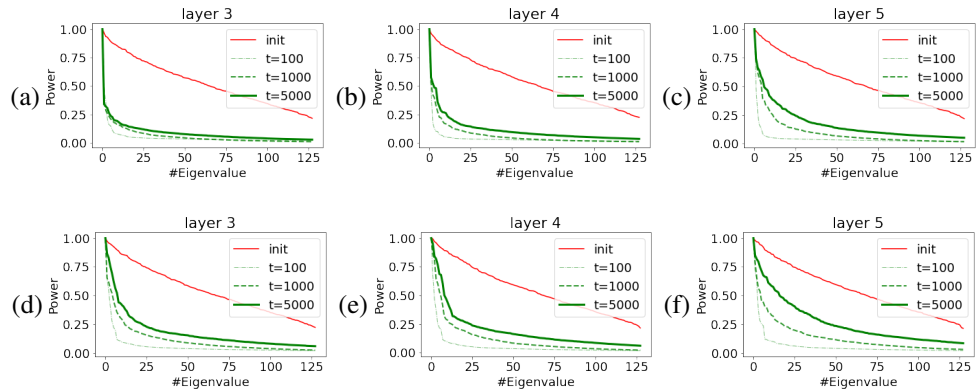 layer 3
1.00
0.75
0.50
0.25
0.00
Power
init
t=100
t=1000
t=5000
0 25 50 75 100 125
#Eigenvalue
(a)
layer 4
1.00
0.75
0.50
0.25
0.00
Power
init
t=100
t=1000
t=5000
0 25 50 75 100 125
#Eigenvalue
(b)
layer 5
1.00
0.75
0.50
0.25
0.00
Power
init
t=100
t=1000
t=5000
0 25 50 75 100 125
#Eigenvalue
(c)
layer 3
1.00
0.75
0.50
0.25
0.00
Power
init
t=100
t=1000
t=5000
0 25 50 75 100 125
#Eigenvalue
(d)
layer 4
1.00
0.75
0.50
0.25
0.00
Power
init
t=100
t=1000
t=5000
0 25 50 75 100 125
#Eigenvalue
(e)
layer 5
1.00
0.75
0.50
0.25
0.00
Power
init
t=100
t=1000
t=5000
0 25 50 75 100 125
#Eigenvalue
(f)